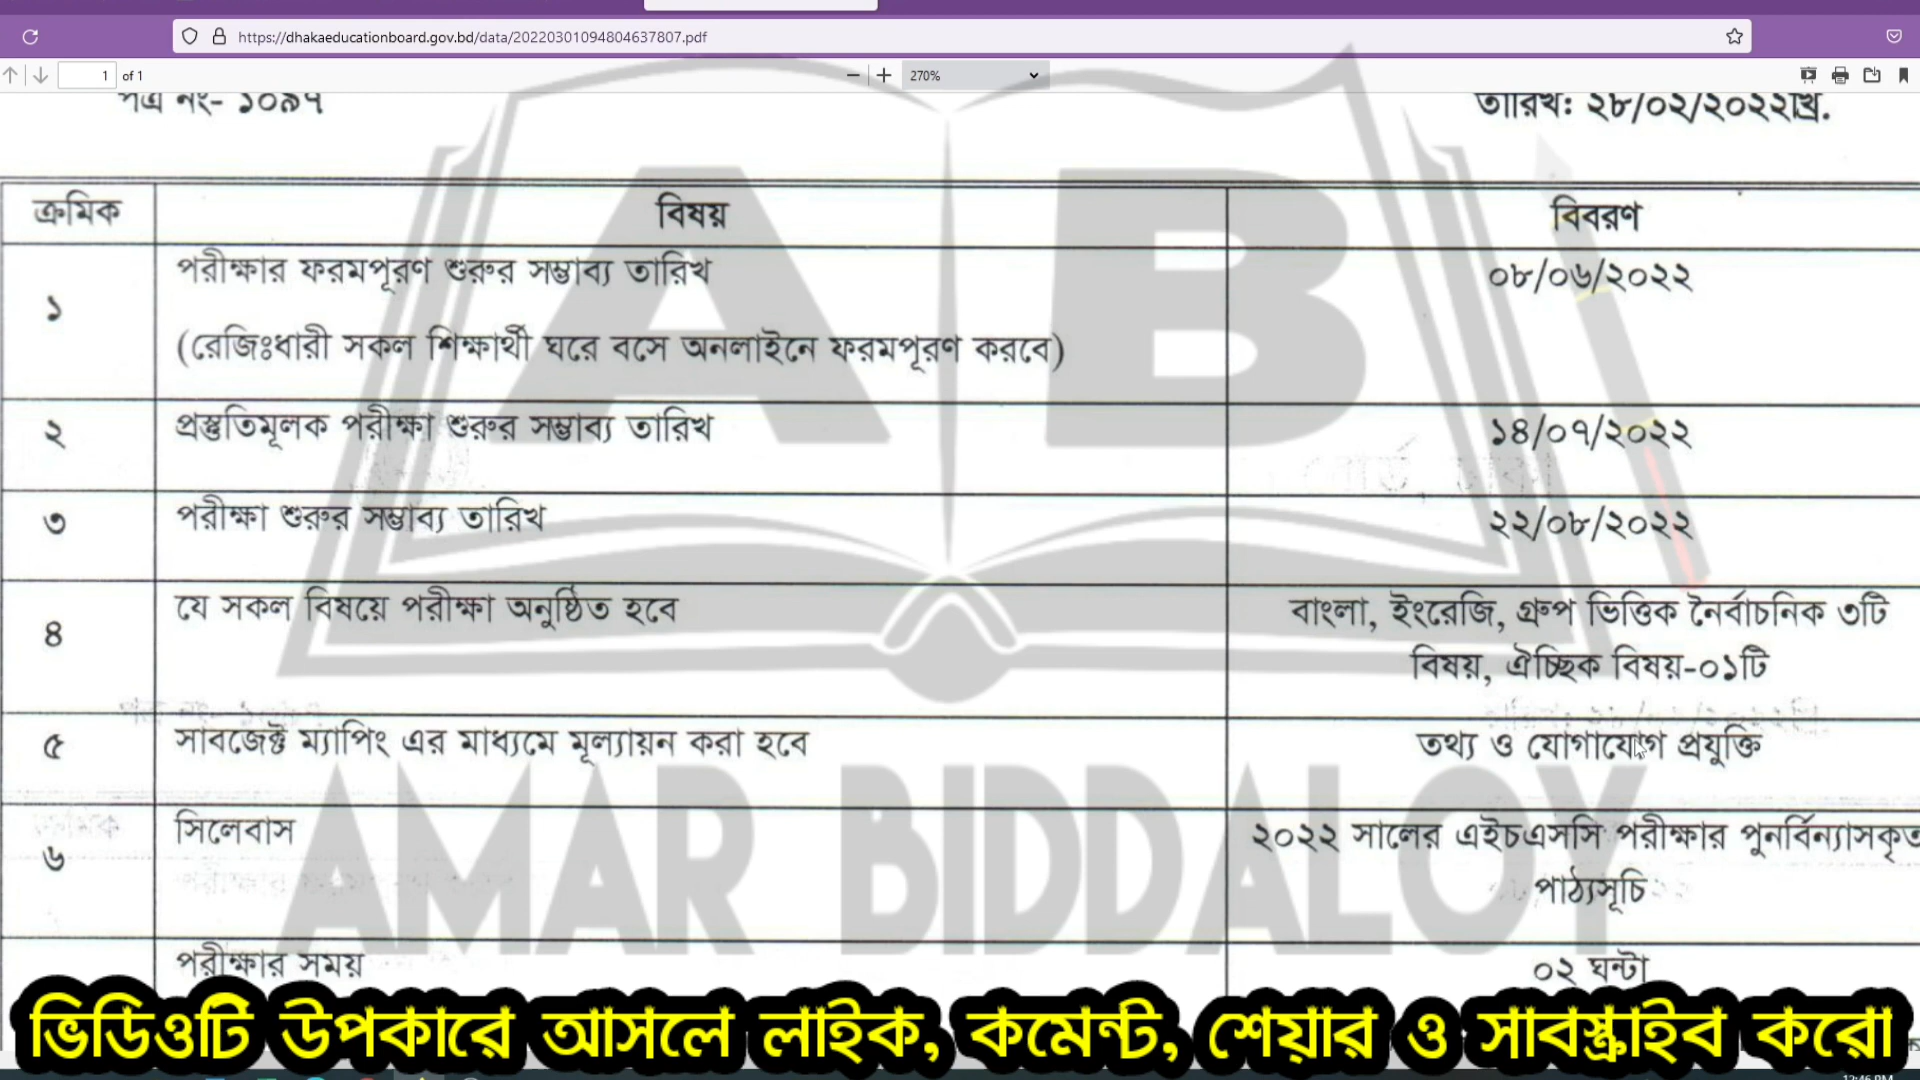 https://dhakaeducationboard.gov.bd/data/20220301094804637807.pdf
1 of 1
270%
পত্র নং- ১০৯৭
তারিখ: ২৮/০২/২০২২খ্রি.
ক্রমিক বিষয় বিবরণ
১ পরীক্ষার ফরমপূরণ শুরুর সম্ভাব্য তারিখ ০৮/০৬/২০২২
(রেজিঃধারী সকল শিক্ষার্থী ঘরে বসে অনলাইনে ফরমপূরণ করবে)
২ প্রস্তুতিমূলক পরীক্ষা শুরুর সম্ভাব্য তারিখ ১৪/০৭/২০২২
৩ পরীক্ষা শুরুর সম্ভাব্য তারিখ ২২/০৮/২০২২
৪ যে সকল বিষয়ে পরীক্ষা অনুষ্ঠিত হবে বাংলা, ইংরেজি, গ্রুপ ভিত্তিক নৈর্বাচনিক ৩টি
বিষয়, ঐচ্ছিক বিষয়-০১টি
৫ সাবজেক্ট ম্যাপিং এর মাধ্যমে মূল্যায়ন করা হবে তথ্য ও যোগাযোগ প্রযুক্তি
৬ সিলেবাস ২০২২ সালের এইচএসসি পরীক্ষার পুনর্বিন্যাসকৃত
পাঠ্যসূচি
পরীক্ষার সময় ০২ ঘন্টা
AB
AMAR BIDDALOY
ভিডিওটি উপকারে আসলে লাইক, কমেন্ট, শেয়ার ও সাবস্ক্রাইব করো